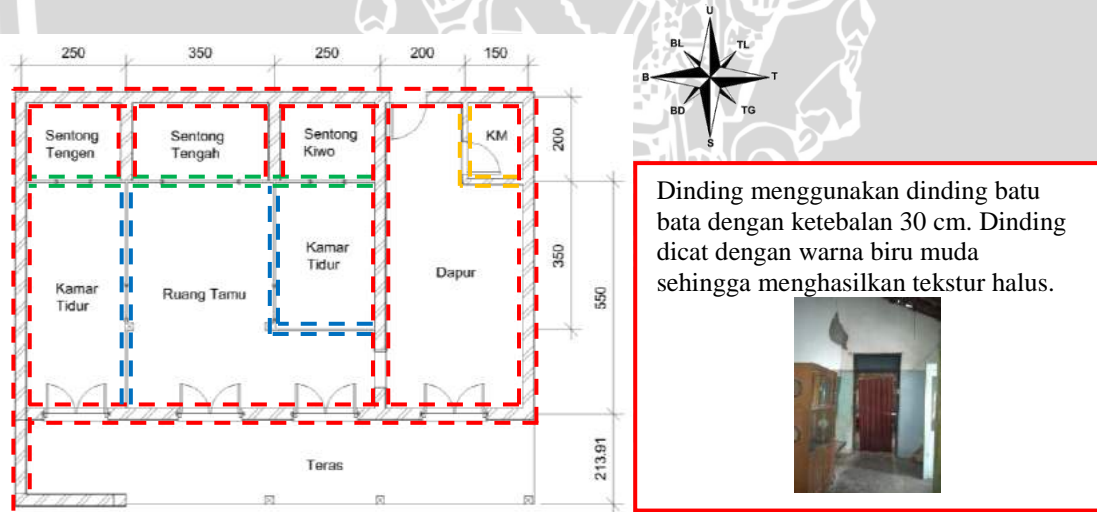 250 350 250 200 150
Sentong
Tengen
Sentong
Tengah
Sentong
Kiwo
KM
200
Kamar
Tidur
Ruang Tamu
Kamar
Tidur
Dapur
350
550
Teras
213.91
U
BL TL
B T
BD TG
S
Dinding menggunakan dinding batu
bata dengan ketebalan 30 cm. Dinding
dicat dengan warna biru muda
sehingga menghasilkan tekstur halus.